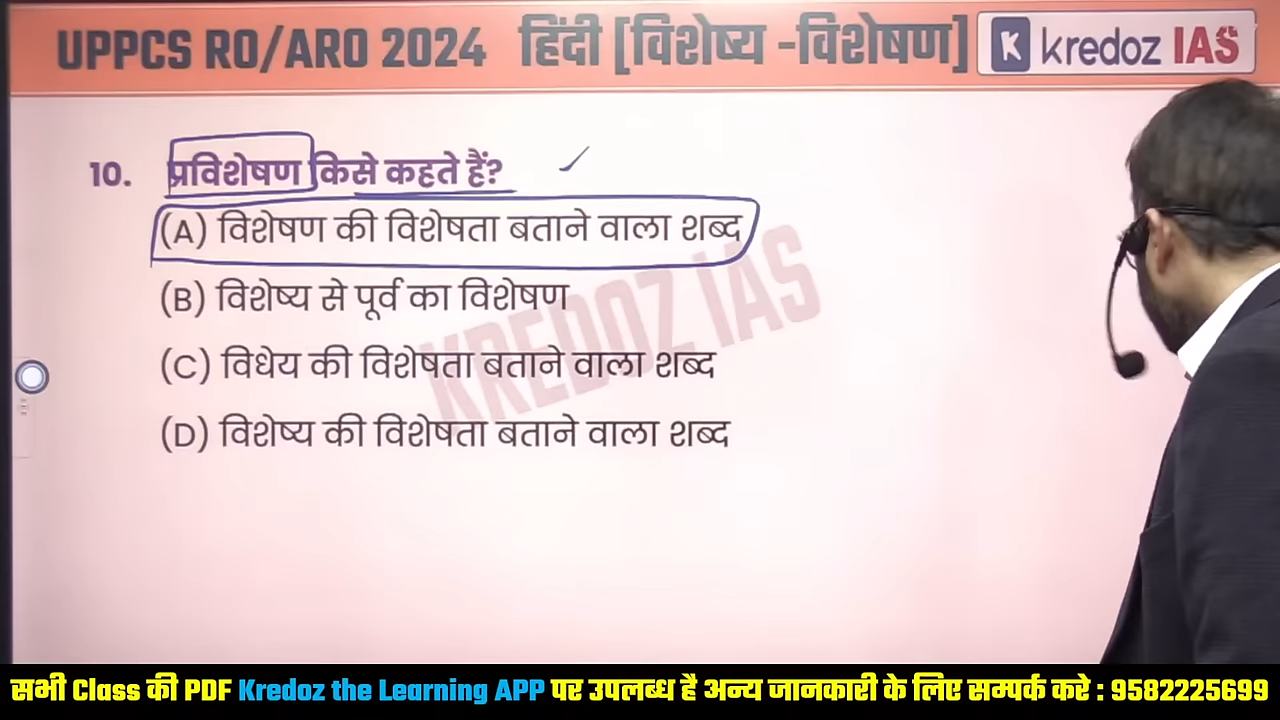 UPPCS RO/ARO 2024 हिंदी [विशेष्य -विशेषण]
K kredoz IAS
10. प्रविशेषण किसे कहते हैं?
(A) विशेषण की विशेषता बताने वाला शब्द
(B) विशेष्य से पूर्व का विशेषण
(C) विधेय की विशेषता बताने वाला शब्द
(D) विशेष्य की विशेषता बताने वाला शब्द
KREDOZ IAS
सभी Class की PDF Kredoz the Learning APP पर उपलब्ध है अन्य जानकारी के लिए सम्पर्क करे : 9582225699